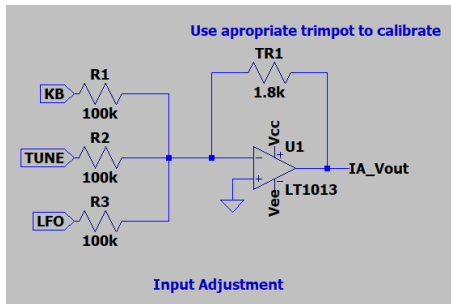 Use apropriate trimpot to calibrate
TR1
1.8k
R1
KB
100k
R2
TUNE
100k
R3
LFO
100k
Vcc
U1
LT1013
Vee
IA_Vout
Input Adjustment